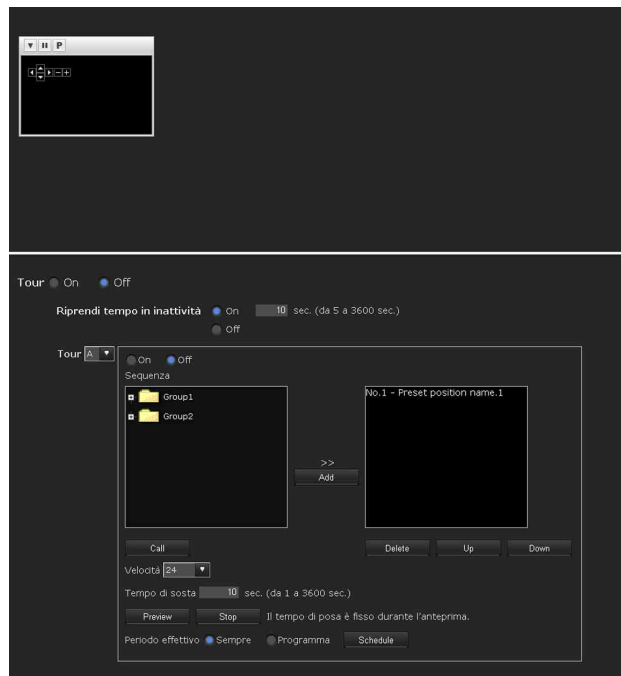 P
Tour On Off
Riprendi tempo in inattività On 10 sec. (da 5 a 3600 sec.)
Off
Tour A On Off
Sequenza
Group1
Group2
No.1 - Preset position name.1
>>
Add
Call Delete Up Down
Velocità 24
Tempo di sosta 10 sec. (da 1 a 3600 sec.)
Preview Stop Il tempo di posa è fisso durante l'anteprima.
Periodo effettivo Sempre Programma Schedule